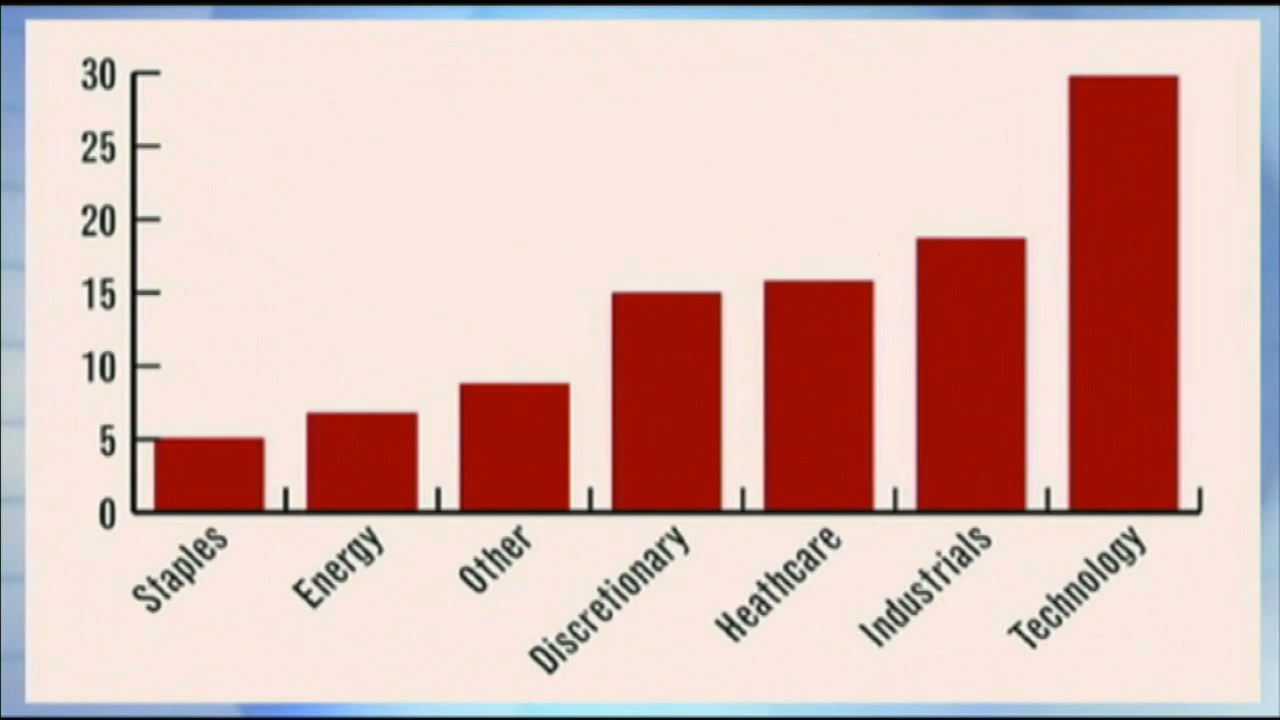 30
25
20
15
10
5
0
Staples
Energy
Other
Discretionary
Heathcare
Industrials
Technology